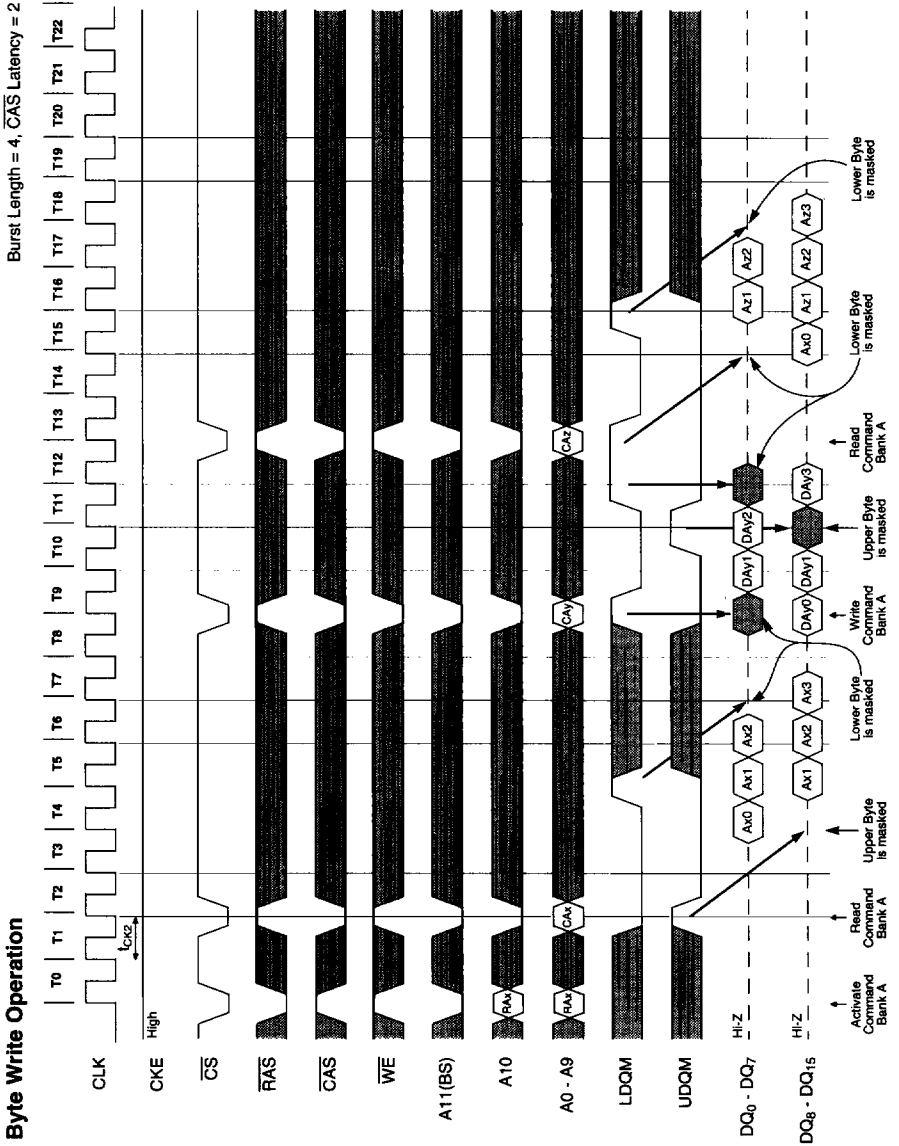 Byte Write Operation
Burst Length = 4, CAS Latency = 2
T0 T1 T2 T3 T4 T5 T6 T7 T8 T9 T10 T11 T12 T13 T14 T15 T16 T17 T18 T19 T20 T21 T22
CLK
tCK2
CKE High
CS
RAS
CAS
WE
A11(BS)
A10 RAx
A0 - A9 RAx CAx CAy CAz
LDQM
UDQM
DQ0 - DQ7 Hi-Z Ax0 Ax1 Ax2 DAy1 DAy2 Az1 Az2
DQ8 - DQ15 Hi-Z Ax1 Ax2 Ax3 DAy0 DAy1 DAy3 Ax0 Az1 Az2 Az3
Activate
Command
Bank A
Read
Command
Bank A
Upper Byte
is masked
Lower Byte
is masked
Write
Command
Bank A
Upper Byte
is masked
Read
Command
Bank A
Lower Byte
is masked
Lower Byte
is masked